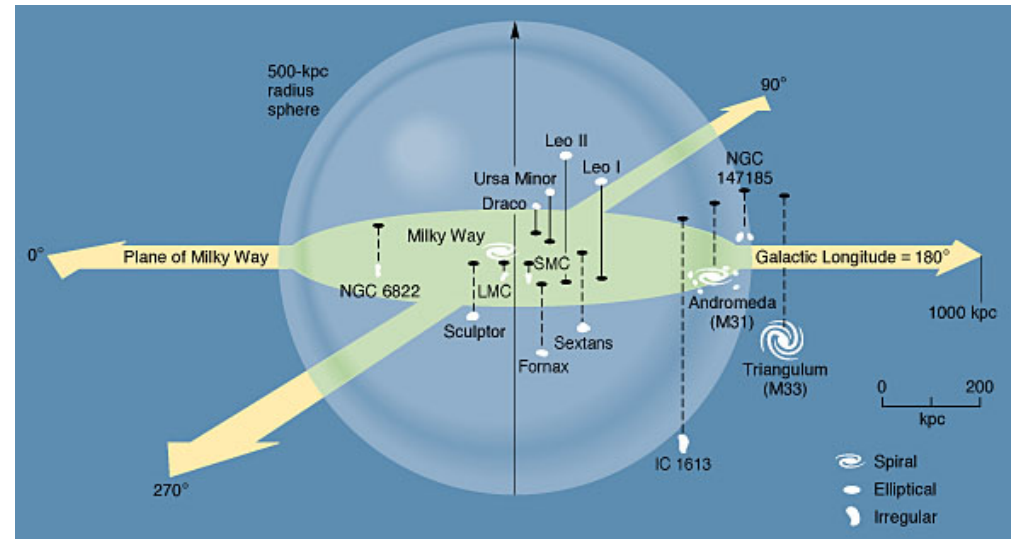 500-kpc
radius
sphere
90°
Leo II
Leo I
NGC
147185
Ursa Minor
Draco
Milky Way
0°
Plane of Milky Way
Galactic Longitude = 180°
NGC 6822
LMC
SMC
Andromeda
(M31)
1000 kpc
Sculptor
Sextans
Fornax
Triangulum
(M33)
0
200
kpc
IC 1613
270°
Spiral
Elliptical
Irregular